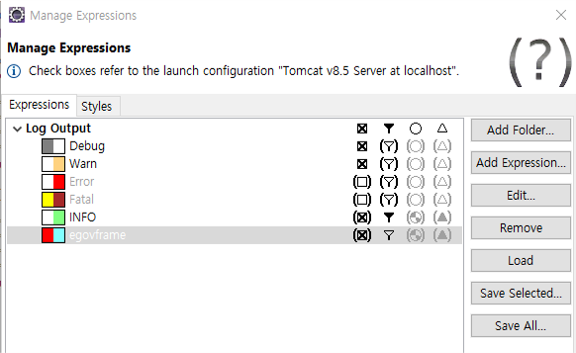 Manage Expressions
Manage Expressions
Check boxes refer to the launch configuration "Tomcat v8.5 Server at localhost".
(?)
Expressions Styles
Log Output
Debug
Warn
Error
Fatal
INFO
egovframe
Add Folder...
Add Expression...
Edit...
Remove
Load
Save Selected...
Save All...